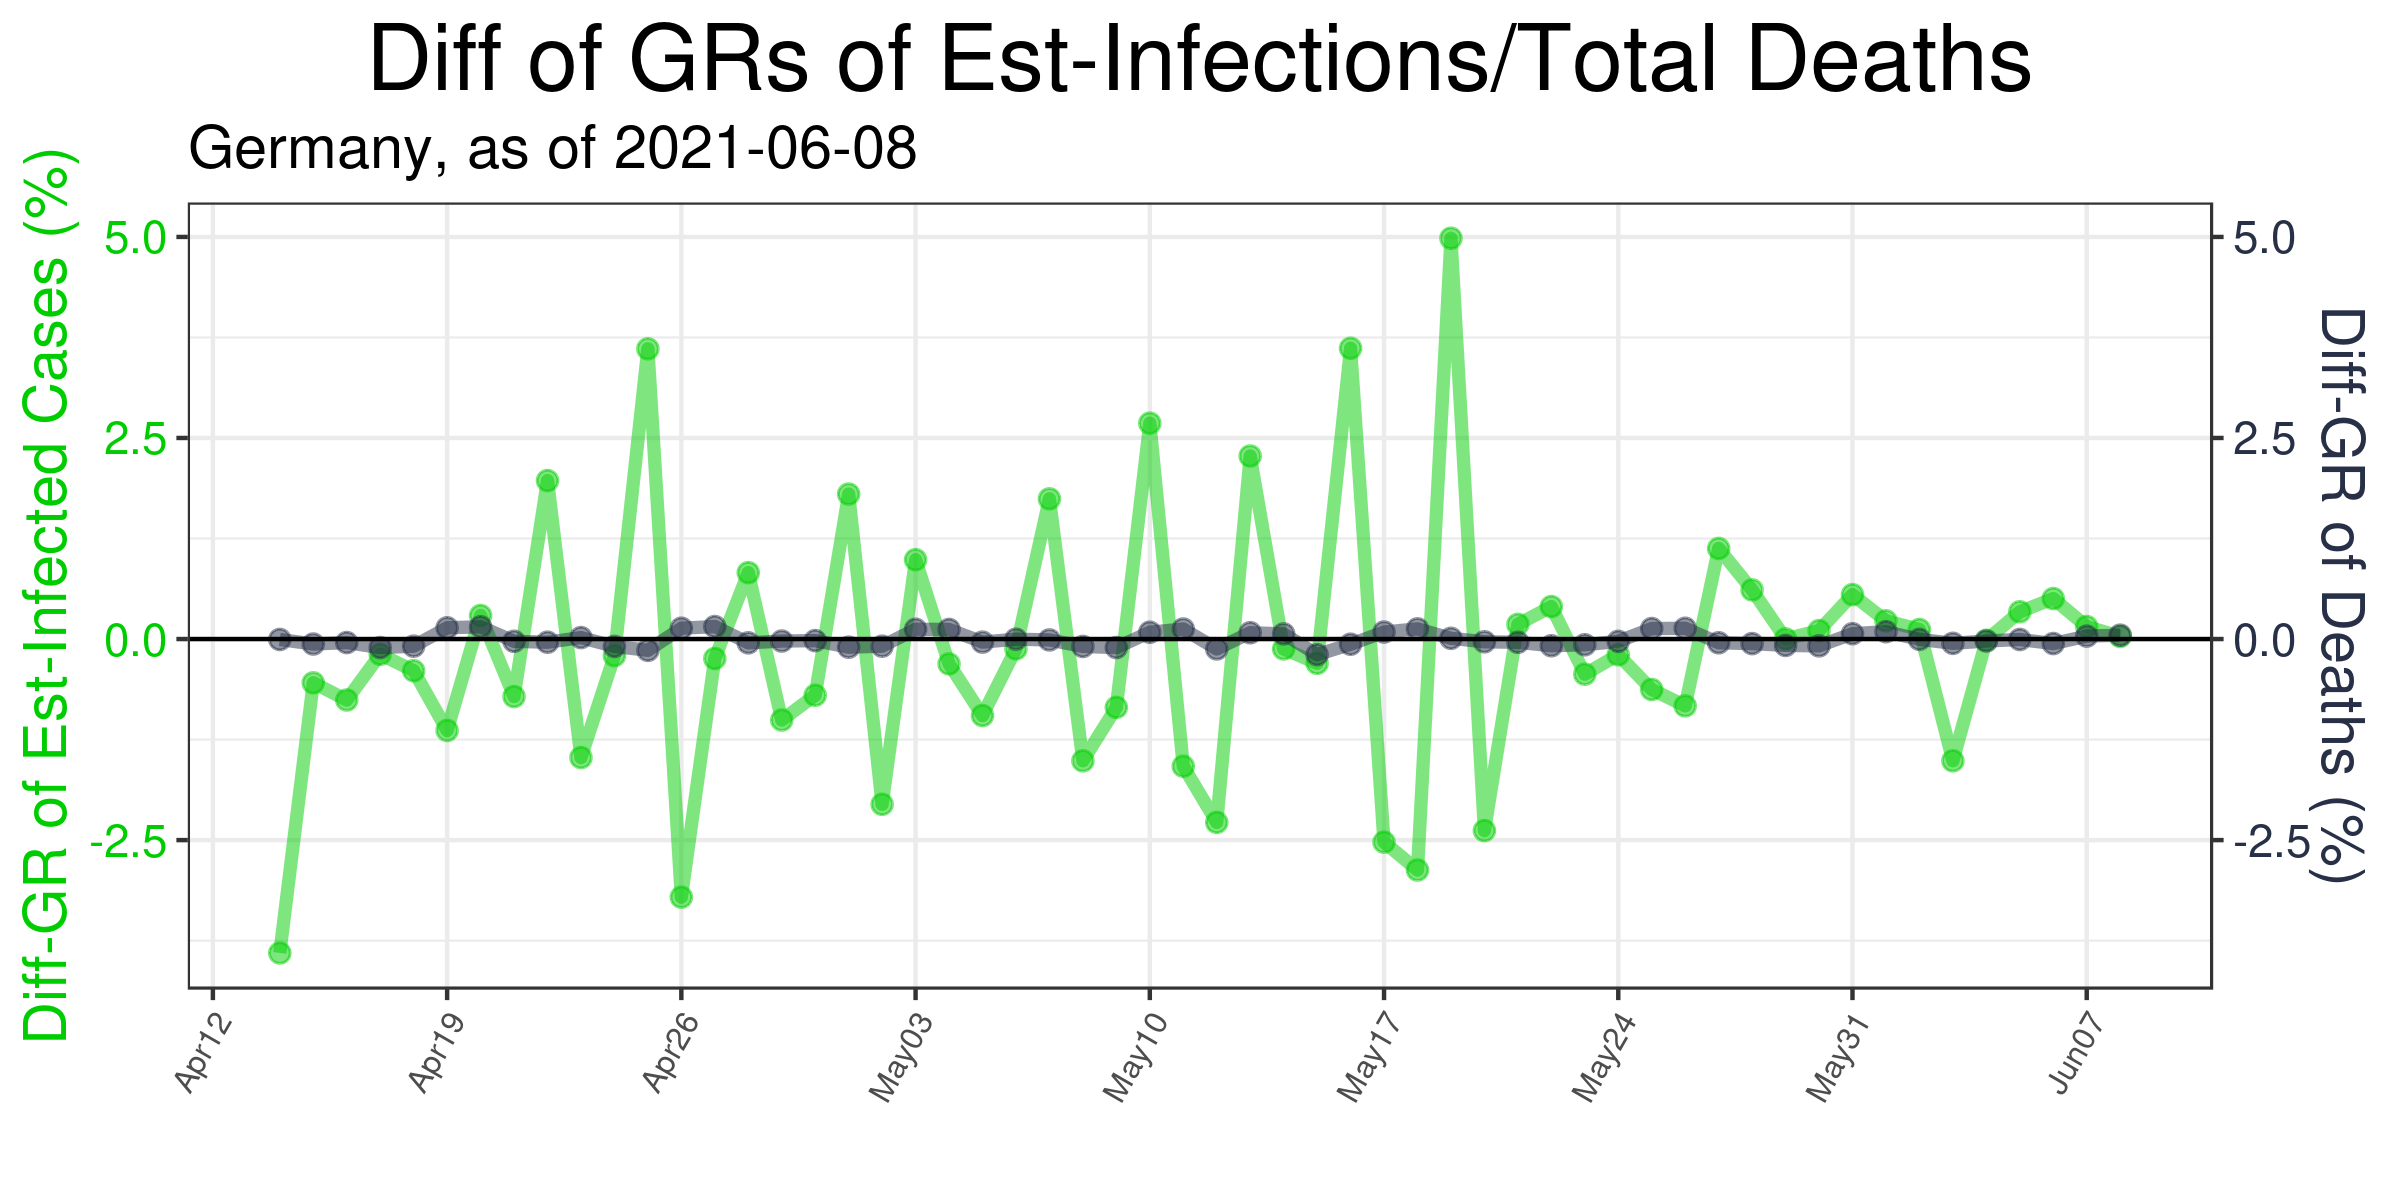 Diff of GRs of Est-Infections/Total Deaths
Germany, as of 2021-06-08
Diff-GR of Est-Infected Cases (%)
5.0
2.5
0.0
-2.5
5.0
2.5
0.0
-2.5
Diff-GR of Deaths (%)
Apr12
Apr19
Apr26
May03
May10
May17
May24
May31
Jun07